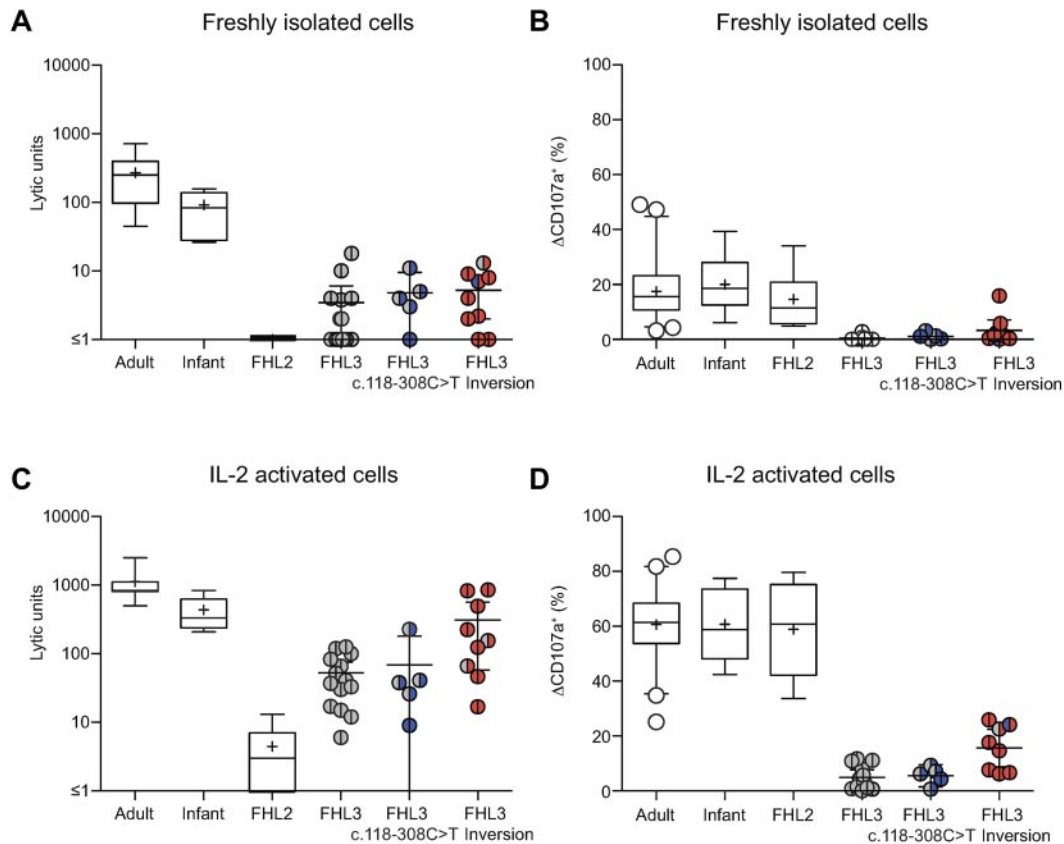 A
Freshly isolated cells
Lytic units
10000
1000
100
10
≤1
Adult Infant FHL2 FHL3 FHL3 FHL3
c.118-308C>T Inversion
B
Freshly isolated cells
ΔCD107a⁺ (%)
100
80
60
40
20
0
Adult Infant FHL2 FHL3 FHL3 FHL3
c.118-308C>T Inversion
C
IL-2 activated cells
Lytic units
10000
1000
100
10
≤1
Adult Infant FHL2 FHL3 FHL3 FHL3
c.118-308C>T Inversion
D
IL-2 activated cells
ΔCD107a⁺ (%)
100
80
60
40
20
0
Adult Infant FHL2 FHL3 FHL3 FHL3
c.118-308C>T Inversion